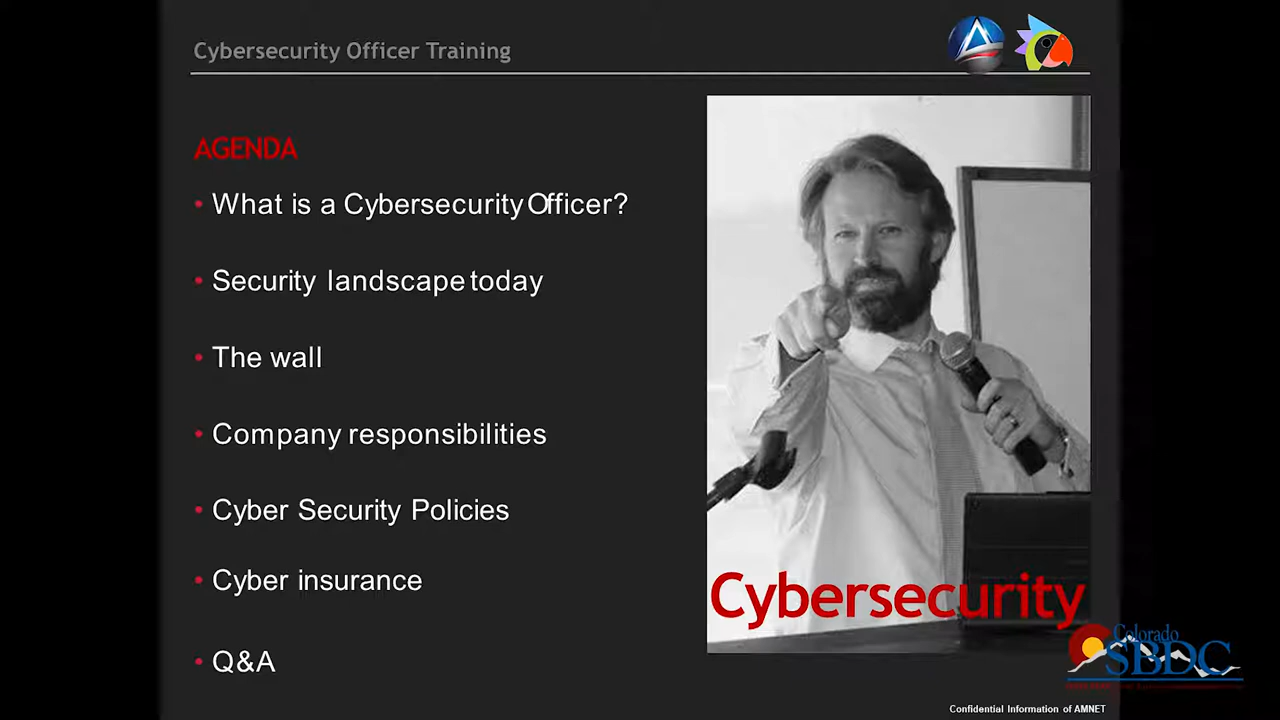 Cybersecurity Officer Training
AGENDA
• What is a Cybersecurity Officer?
• Security landscape today
• The wall
• Company responsibilities
• Cyber Security Policies
• Cyber insurance
• Q&A
Cybersecurity
Colorado
SBDC
Confidential Information of AMNET